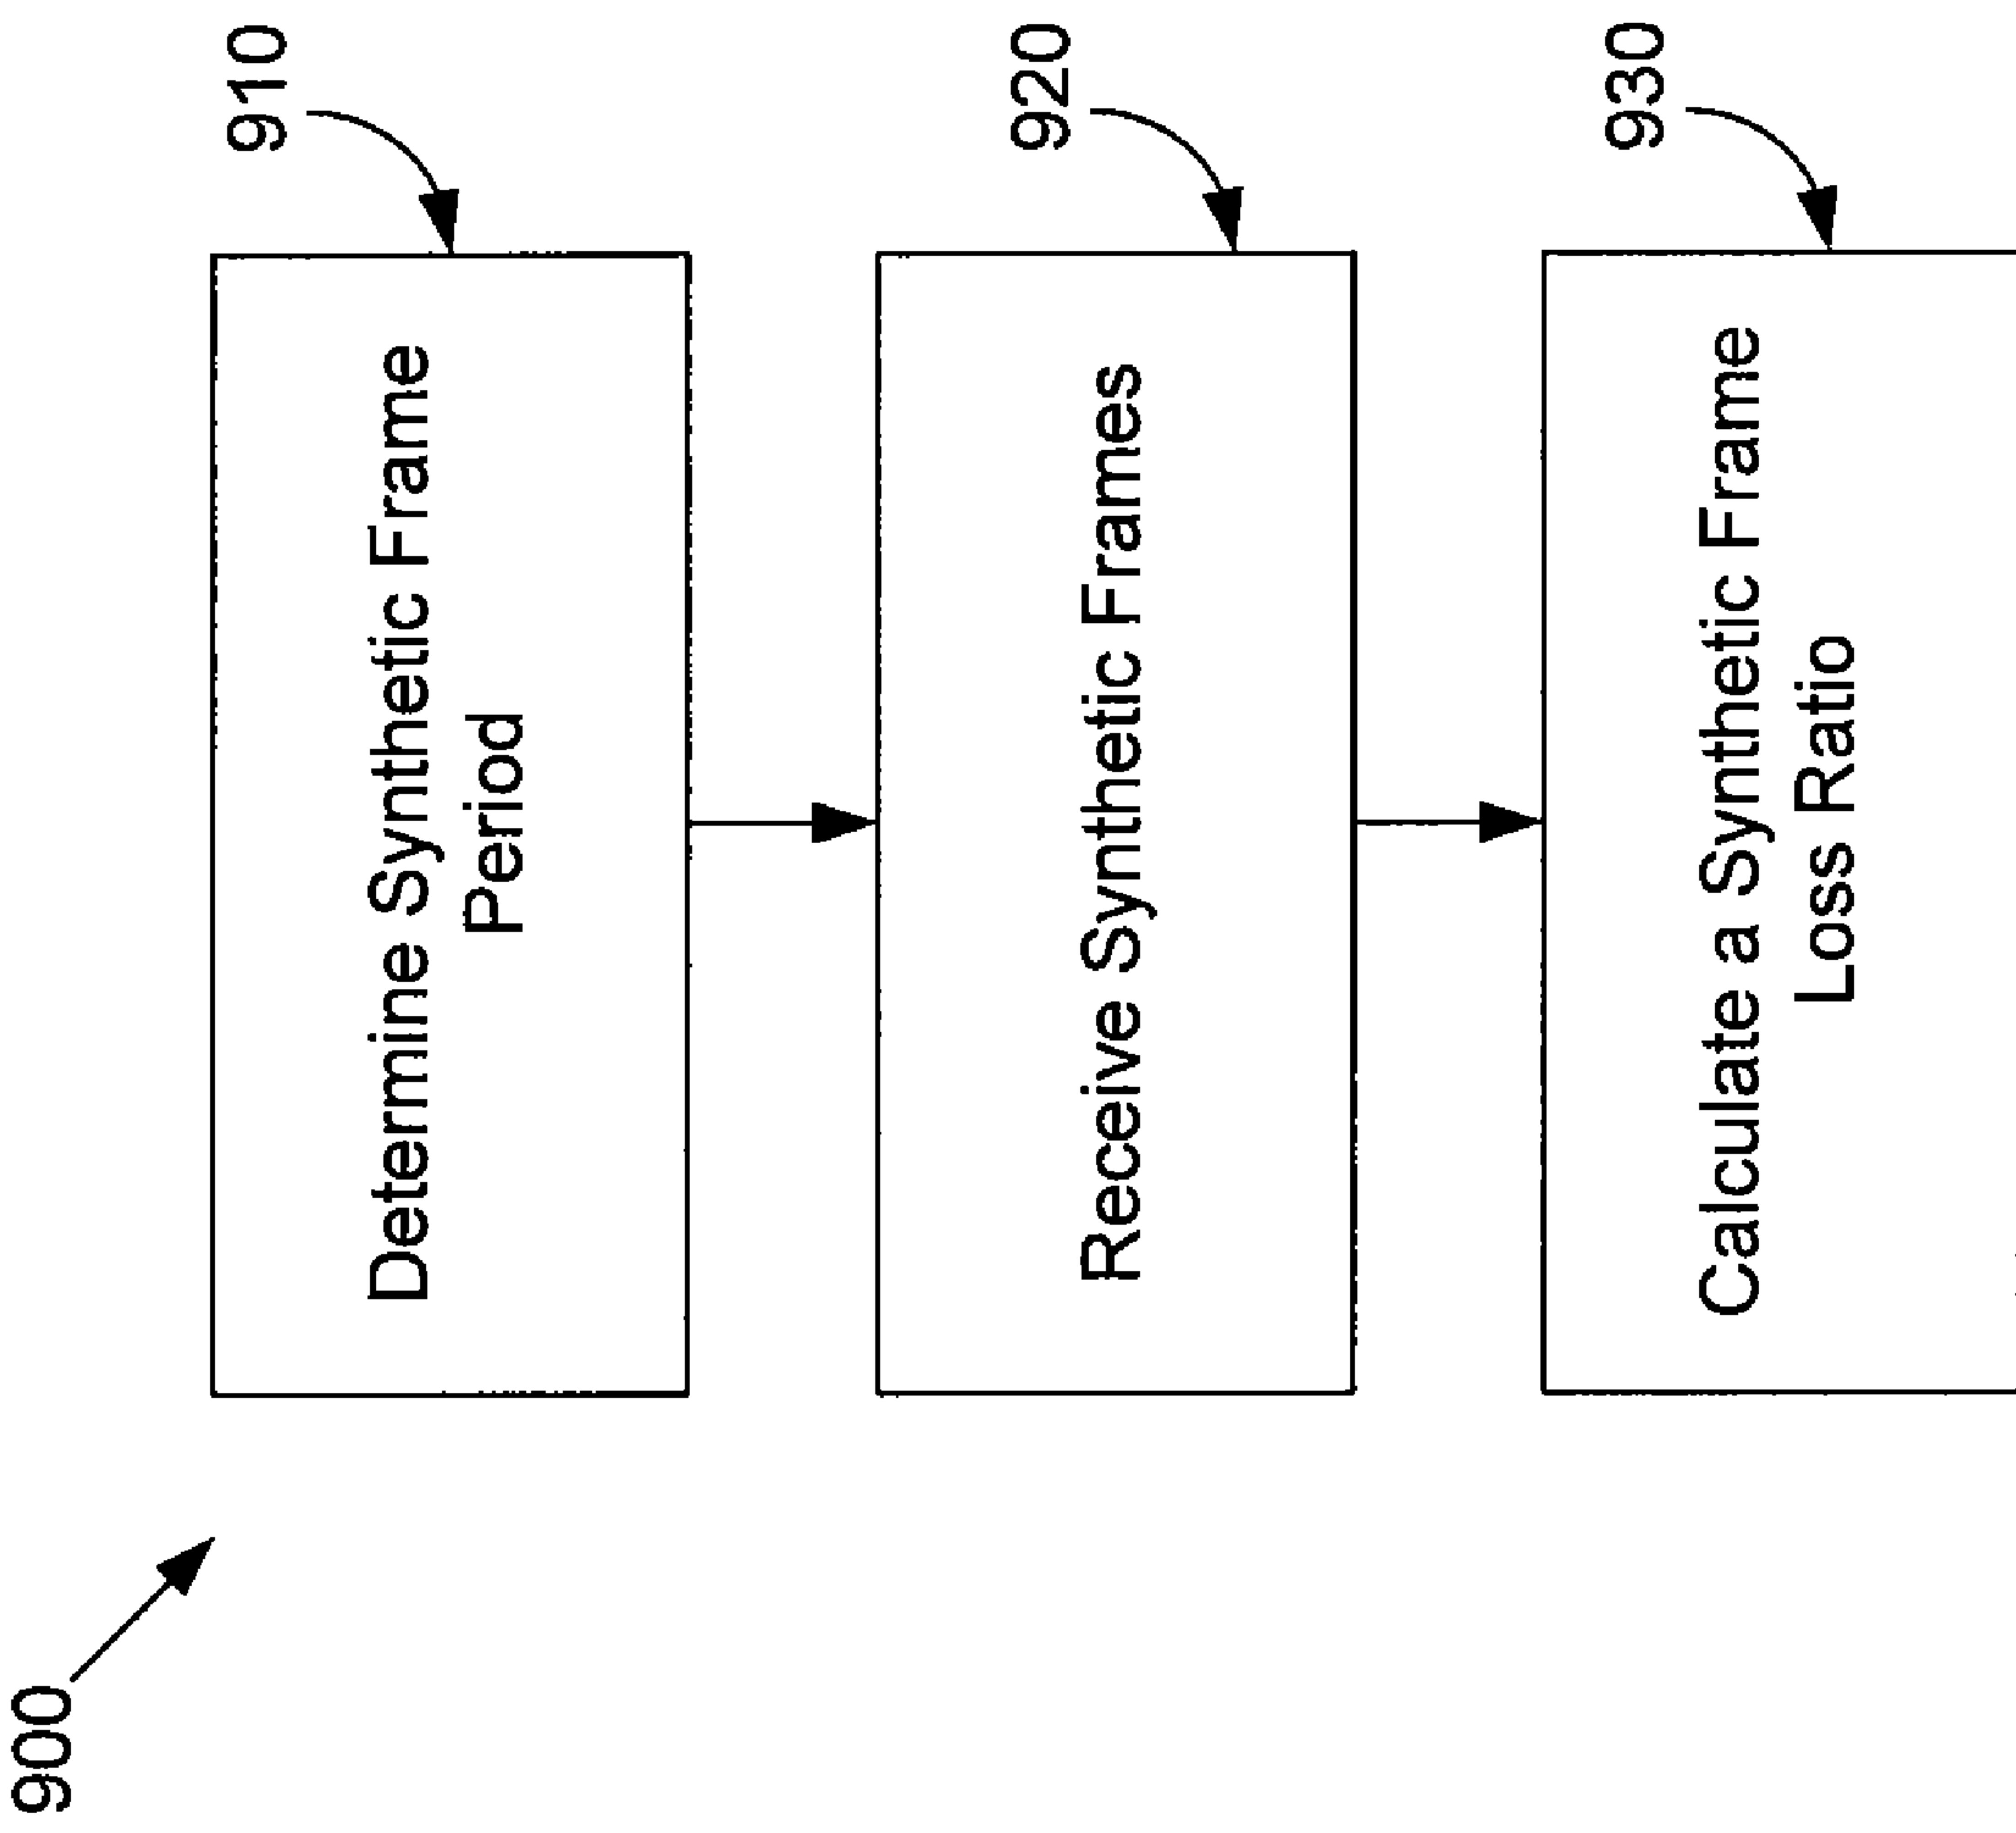 900
910
Determine Synthetic Frame
Period
920
Receive Synthetic Frames
930
Calculate a Synthetic Frame
Loss Ratio